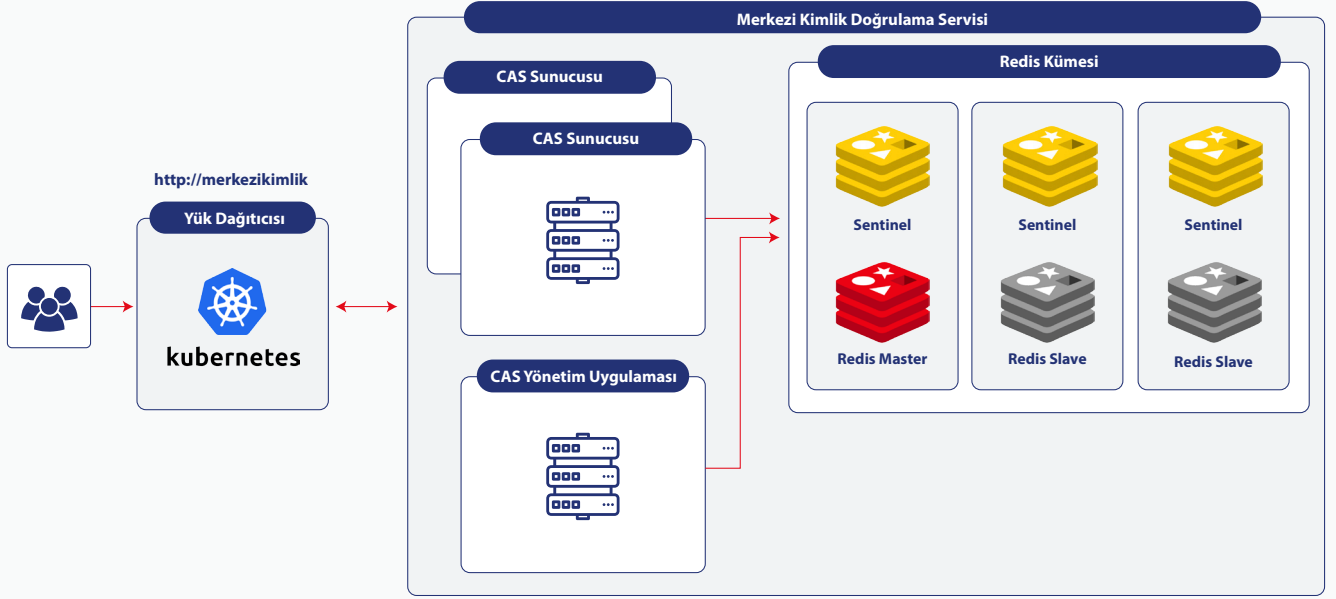 Merkezi Kimlik Doğrulama Servisi
CAS Sunucusu
CAS Sunucusu
Redis Kümesi
http://merkezikimlik
Yük Dağıtıcısı
kubernetes
CAS Yönetim Uygulaması
Sentinel
Sentinel
Sentinel
Redis Master
Redis Slave
Redis Slave